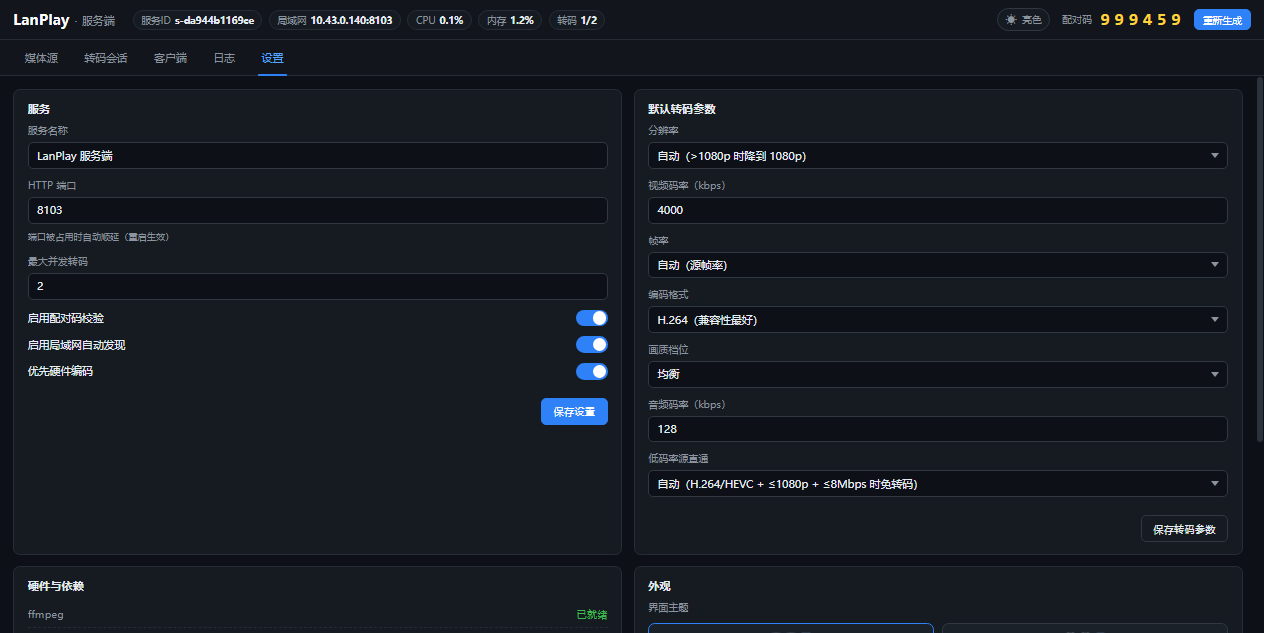 LanPlay · 服务端 服务ID s-da944b1169ce 局域网 10.43.0.140:8103 CPU 0.1% 内存 1.2% 转码 1/2 亮色 配对码 999459 重新生成
媒体源 转码会话 客户端 日志 设置
服务
服务名称
LanPlay 服务端
HTTP 端口
8103
端口被占用时自动顺延（重启生效）
最大并发转码
2
启用配对码校验
启用局域网自动发现
优先硬件编码
保存设置
默认转码参数
分辨率
自动（>1080p 时降到 1080p）
视频码率（kbps）
4000
帧率
自动（源帧率）
编码格式
H.264（兼容性最好）
画质档位
均衡
音频码率（kbps）
128
低码率源直通
自动（H.264/HEVC + ≤1080p + ≤8Mbps 时免转码）
保存转码参数
硬件与依赖
ffmpeg 已就绪
外观
界面主题